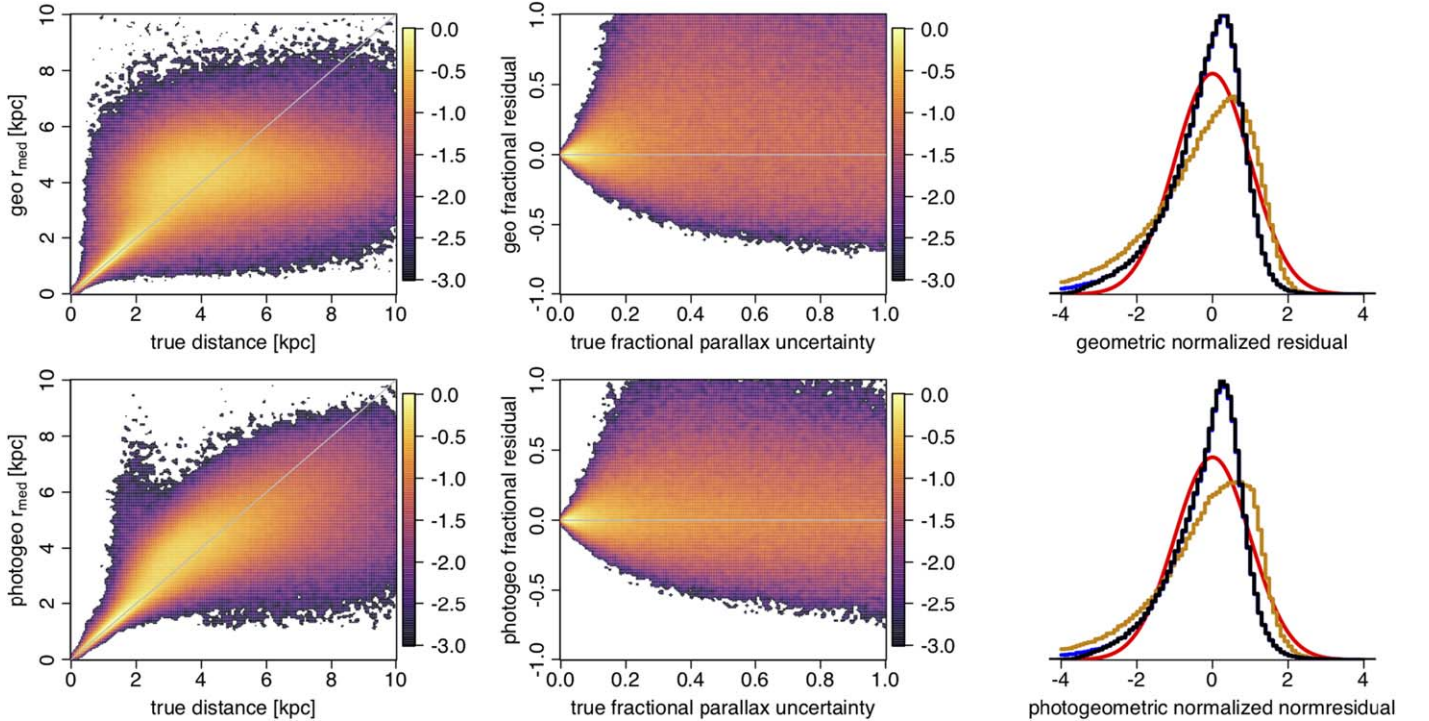 geo r_med [kpc]
0 2 4 6 8 10
0 2 4 6 8 10
true distance [kpc]
0.0
-0.5
-1.0
-1.5
-2.0
-2.5
-3.0
geo fractional residual
-1.0 -0.5 0.0 0.5 1.0
0.0 0.2 0.4 0.6 0.8 1.0
true fractional parallax uncertainty
0.0
-0.5
-1.0
-1.5
-2.0
-2.5
-3.0
-4 -2 0 2 4
geometric normalized residual
photogeo r_med [kpc]
0 2 4 6 8 10
0 2 4 6 8 10
true distance [kpc]
0.0
-0.5
-1.0
-1.5
-2.0
-2.5
-3.0
photogeo fractional residual
-1.0 -0.5 0.0 0.5 1.0
0.0 0.2 0.4 0.6 0.8 1.0
true fractional parallax uncertainty
0.0
-0.5
-1.0
-1.5
-2.0
-2.5
-3.0
-4 -2 0 2 4
photogeometric normalized normresidual